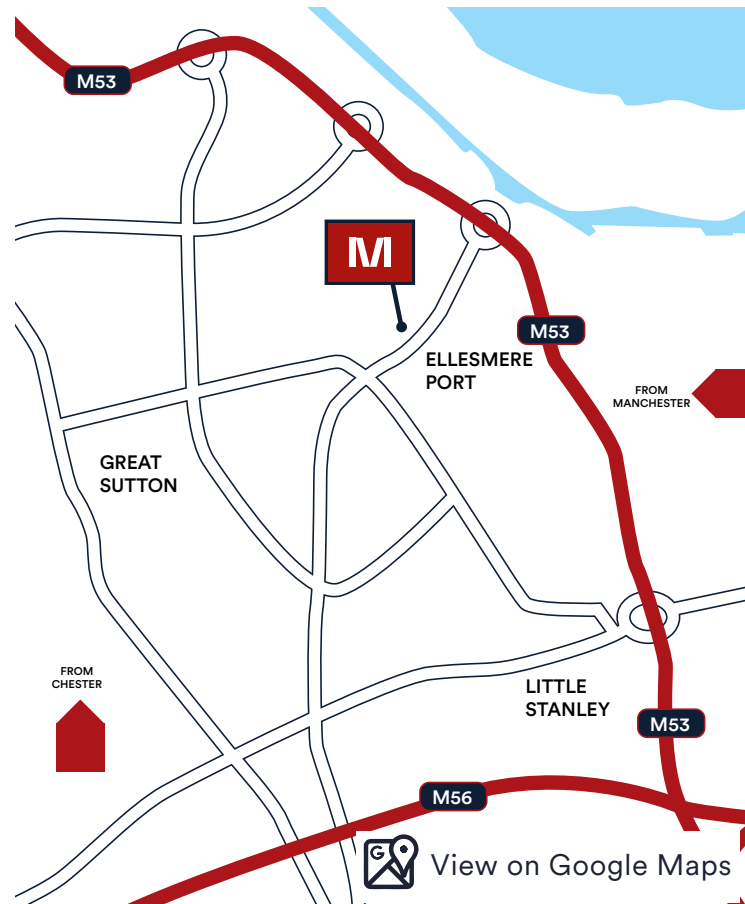 M53
M
M53
ELLESMERE
PORT
FROM
MANCHESTER
GREAT
SUTTON
FROM
CHESTER
LITTLE
STANLEY
M53
M56
G
View on Google Maps